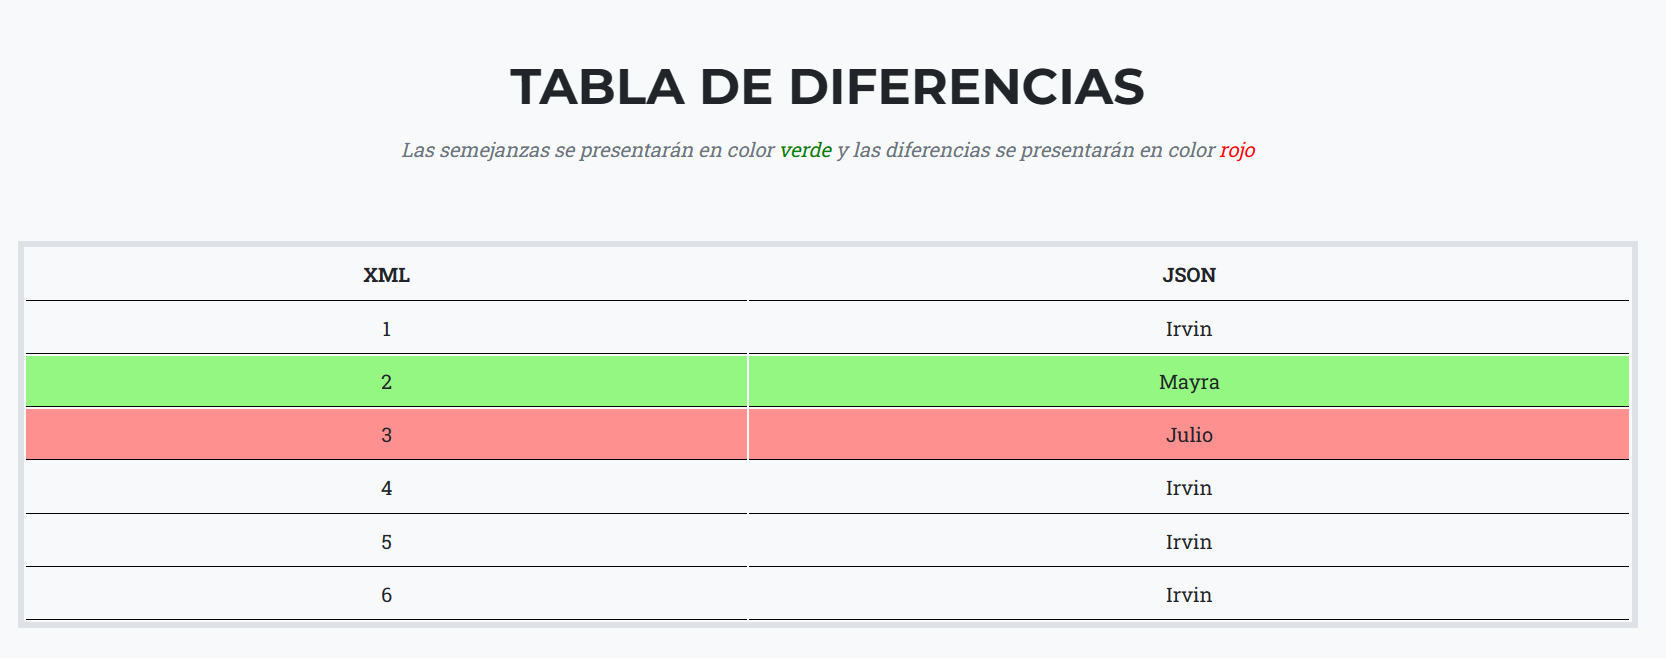 TABLA DE DIFERENCIAS
Las semejanzas se presentarán en color verde y las diferencias se presentarán en color rojo
XML JSON
1 Irvin
2 Mayra
3 Julio
4 Irvin
5 Irvin
6 Irvin